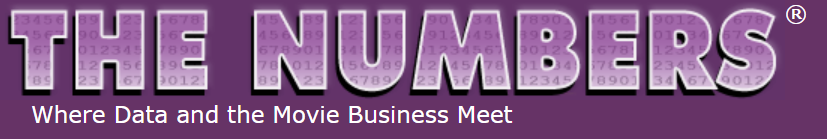 THE NUMBERS®
Where Data and the Movie Business Meet